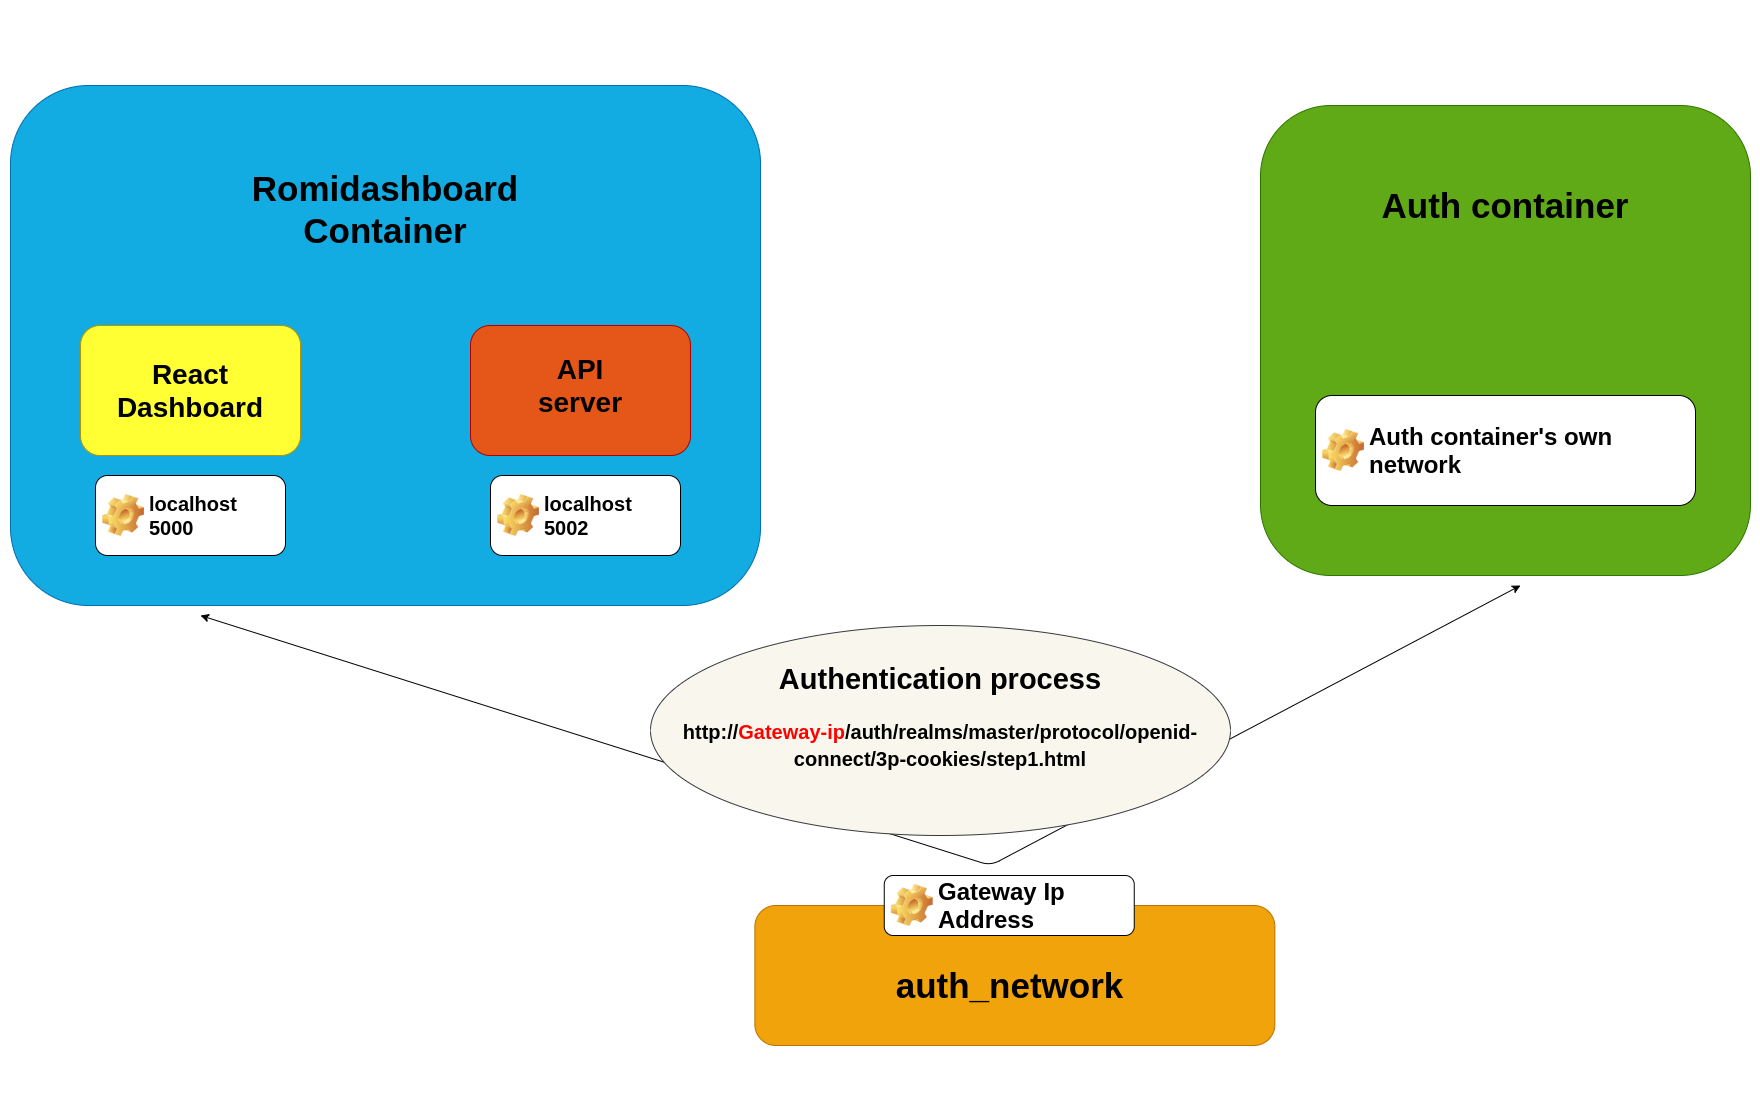 Romidashboard
Container
Auth container
React
Dashboard
API
server
localhost
5000
localhost
5002
Auth container's own
network
Authentication process
http://Gateway-ip/auth/realms/master/protocol/openid-
connect/3p-cookies/step1.html
Gateway Ip
Address
auth_network